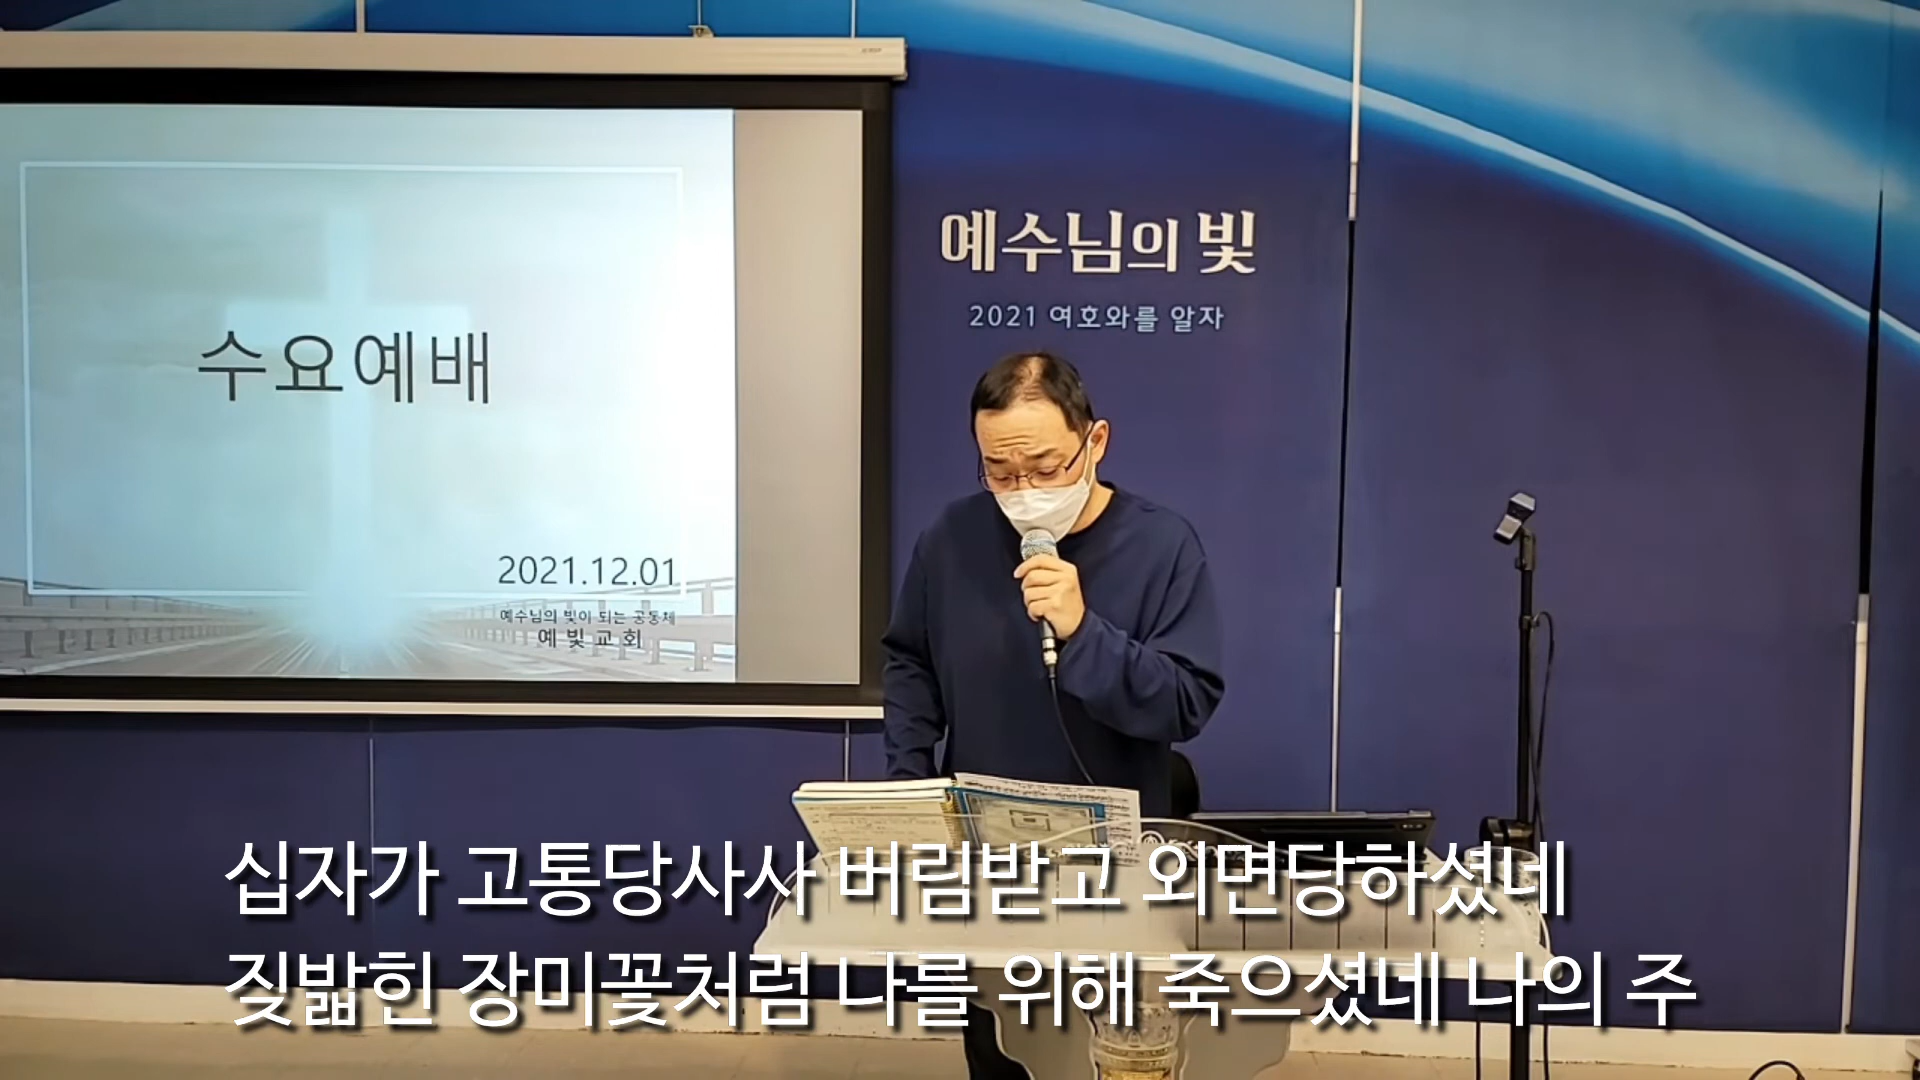 수요예배
2021.12.01
예수님의 빛이 되는 공동체
예빛교회
예수님의 빛
2021 여호와를 알자
십자가 고통당사사 버림받고 외면당하셨네
짖밟힌 장미꽃처럼 나를 위해 죽으셨네 나의 주